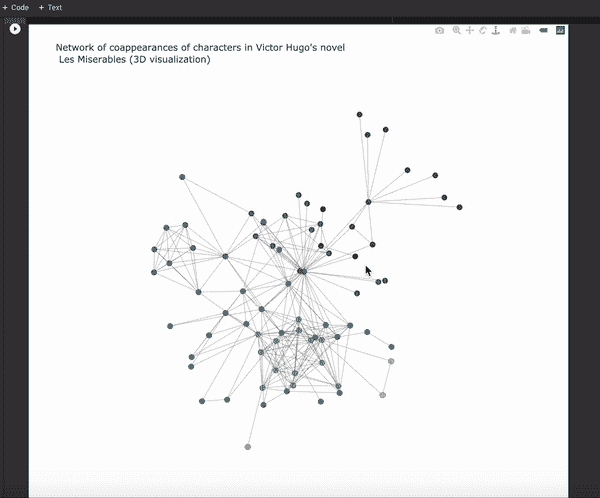 + Code + Text
Network of coappearances of characters in Victor Hugo's novel
Les Miserables (3D visualization)